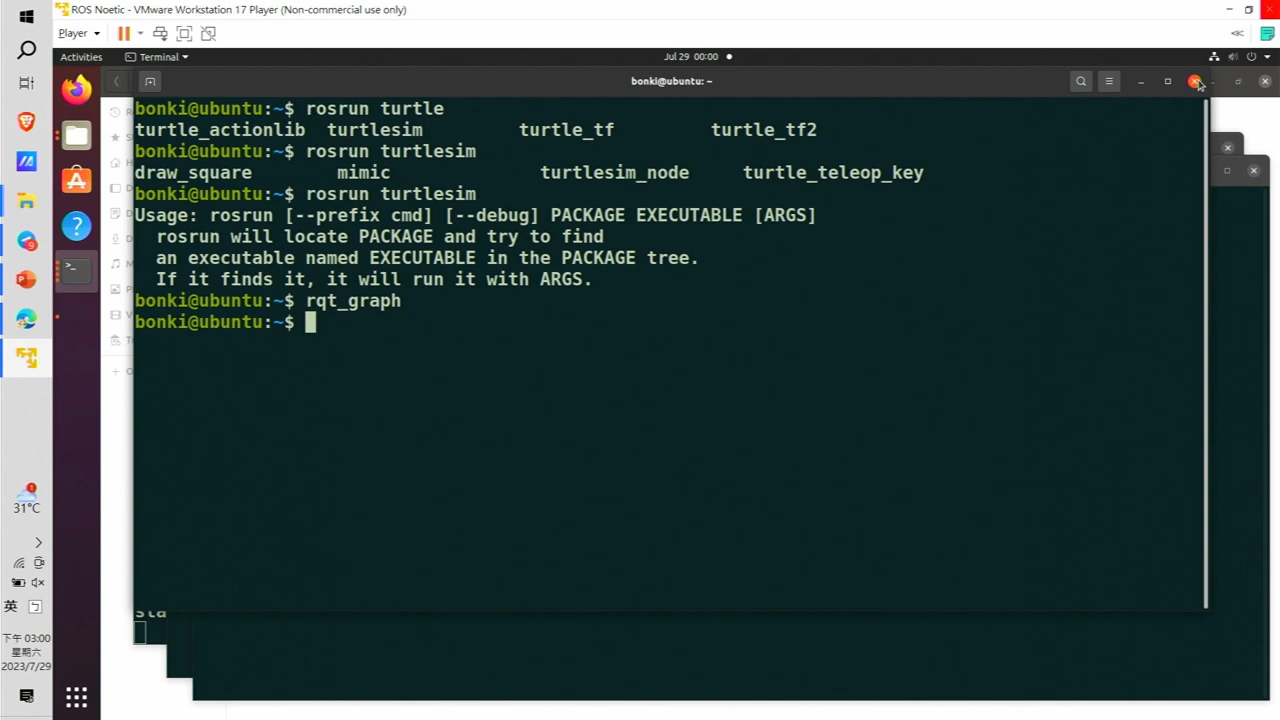 ROS Noetic - VMware Workstation 17 Player (Non-commercial use only)
Player
Activities
Terminal
Jul 29 00:00
bonki@ubuntu: ~
bonki@ubuntu:~$ rosrun turtle
turtle_actionlib turtlesim turtle_tf turtle_tf2
bonki@ubuntu:~$ rosrun turtlesim
draw_square mimic turtlesim_node turtle_teleop_key
bonki@ubuntu:~$ rosrun turtlesim
Usage: rosrun [--prefix cmd] [--debug] PACKAGE EXECUTABLE [ARGS]
rosrun will locate PACKAGE and try to find
an executable named EXECUTABLE in the PACKAGE tree.
If it finds it, it will run it with ARGS.
bonki@ubuntu:~$ rqt_graph
bonki@ubuntu:~$
sta
31°C
英
下午 03:00
星期六
2023/7/29